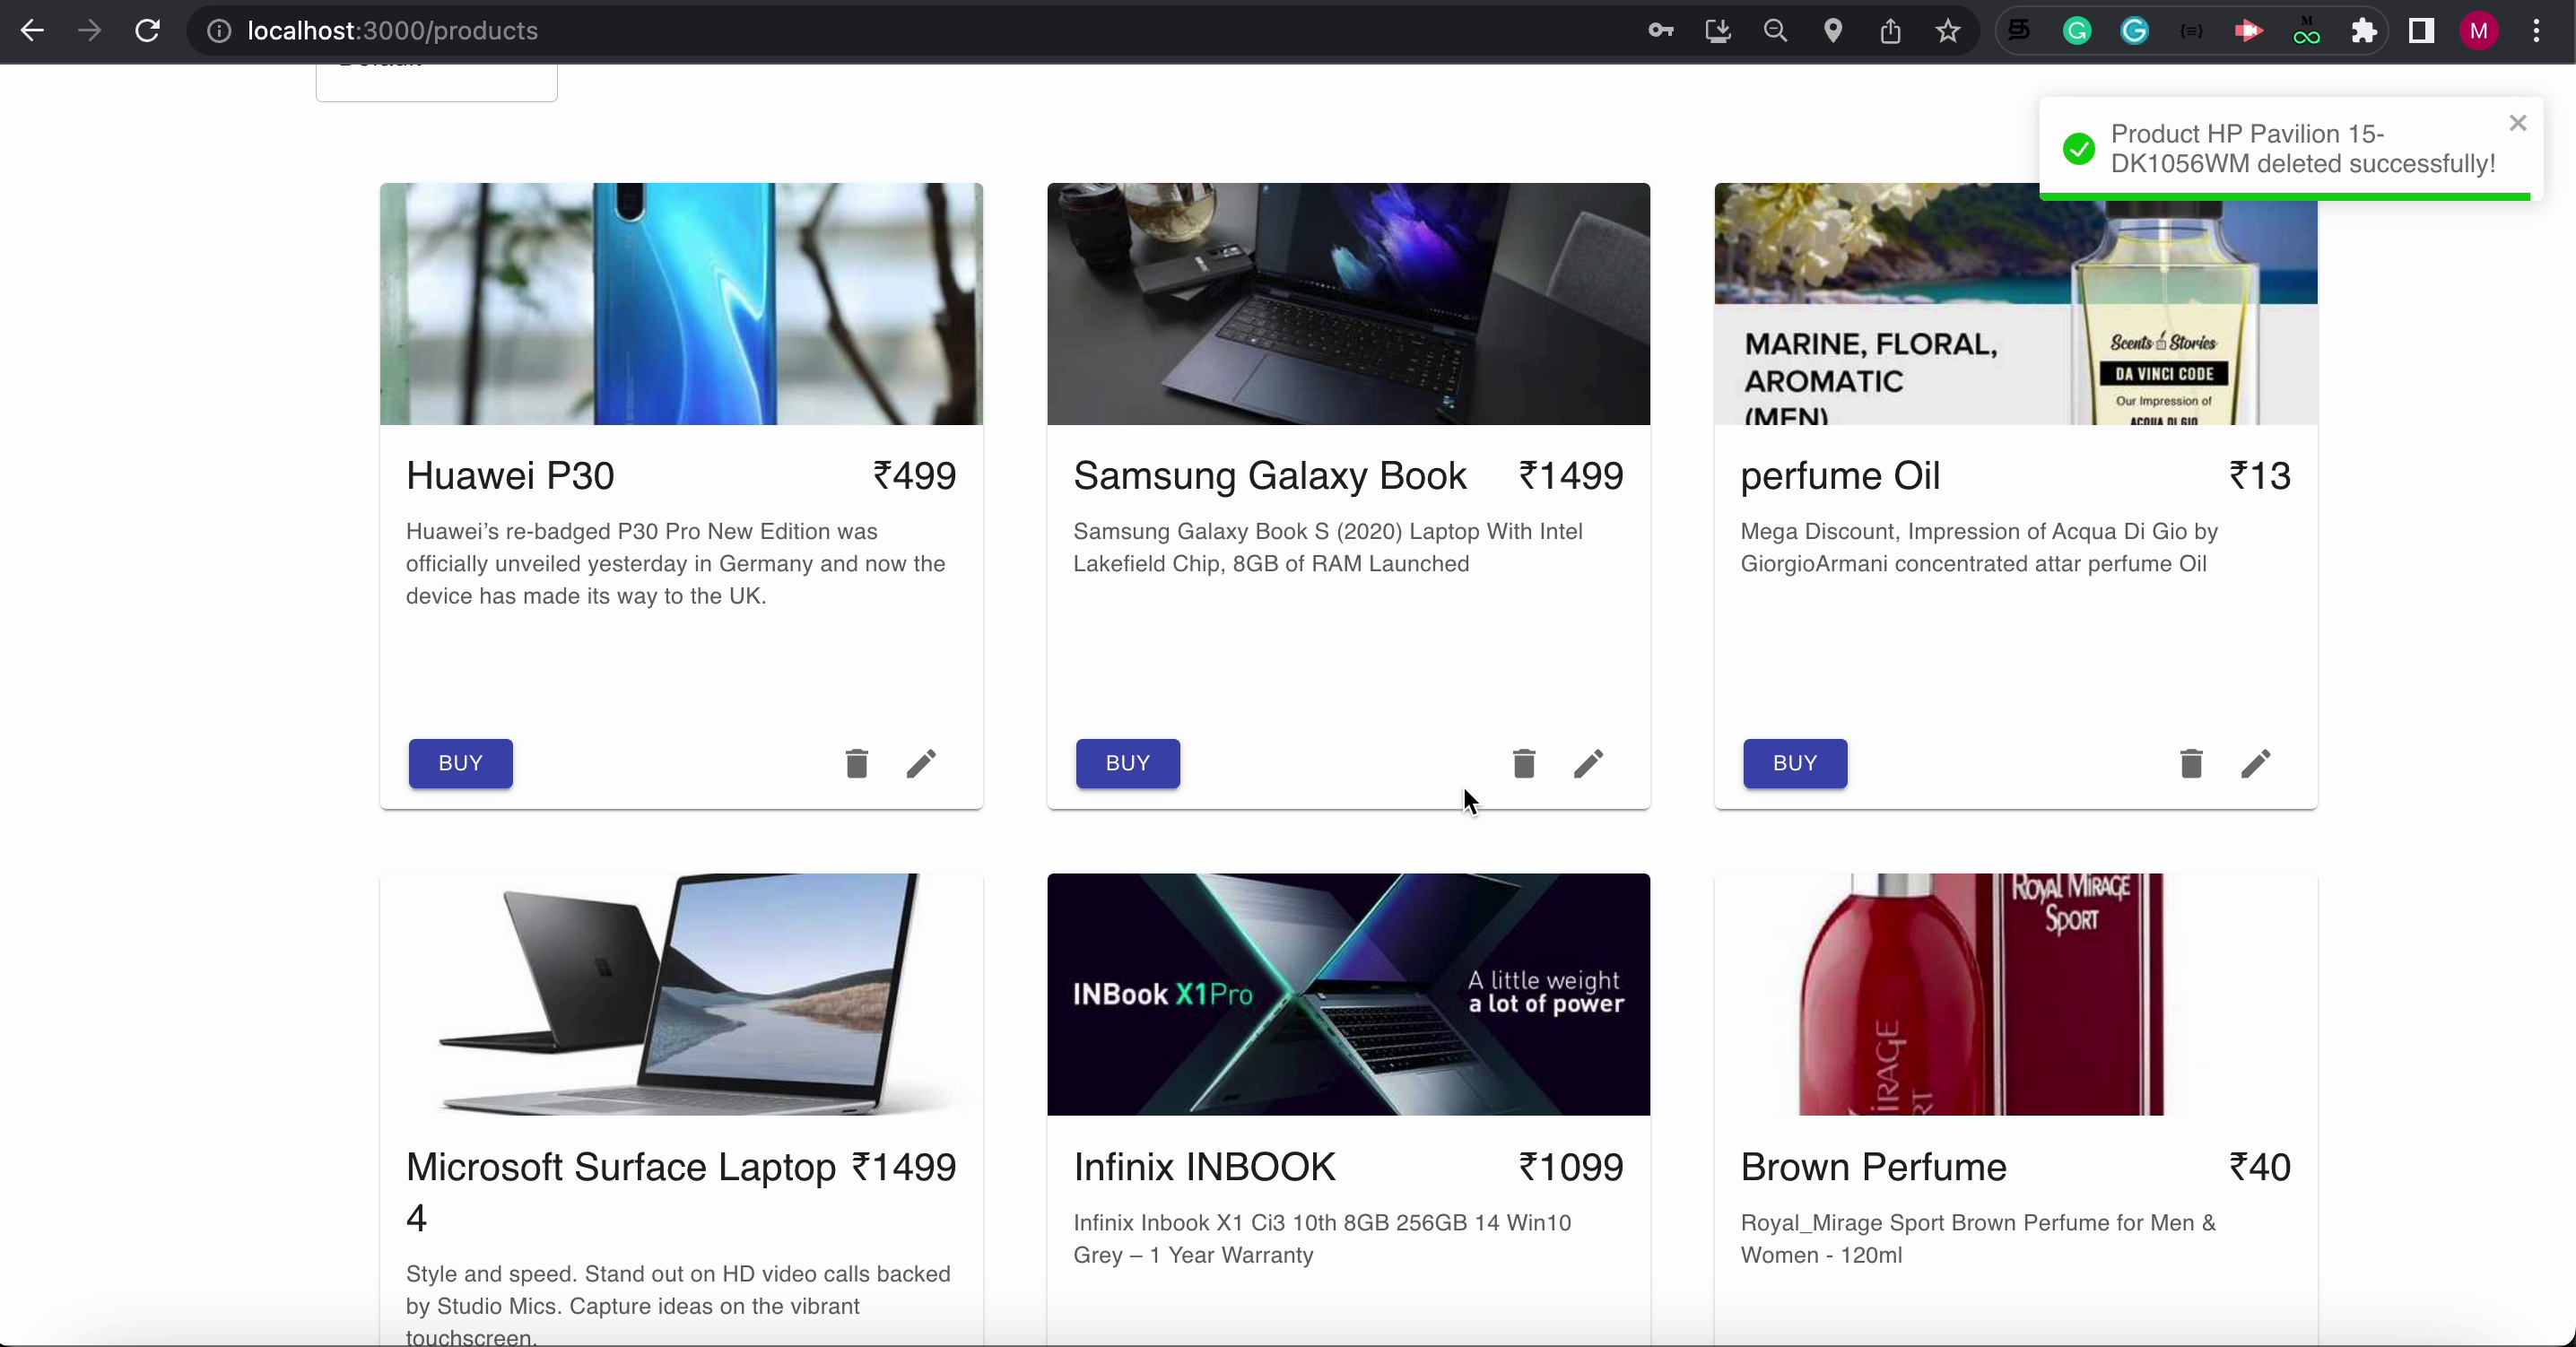 localhost:3000/products
M
M
Product HP Pavilion 15-
DK1056WM deleted successfully!
MARINE, FLORAL,
AROMATIC
(MEN)
Scents Stories
DA VINCI CODE
Our Impression of
ACQUA DI GIO
Huawei P30 ₹499
Huawei’s re-badged P30 Pro New Edition was
officially unveiled yesterday in Germany and now the
device has made its way to the UK.
BUY
Samsung Galaxy Book ₹1499
Samsung Galaxy Book S (2020) Laptop With Intel
Lakefield Chip, 8GB of RAM Launched
BUY
perfume Oil ₹13
Mega Discount, Impression of Acqua Di Gio by
GiorgioArmani concentrated attar perfume Oil
BUY
INBook X1Pro
A little weight
a lot of power
ROYAL MIRAGE
SPORT
Microsoft Surface Laptop ₹1499
4
Style and speed. Stand out on HD video calls backed
by Studio Mics. Capture ideas on the vibrant
touchscreen.
Infinix INBOOK ₹1099
Infinix Inbook X1 Ci3 10th 8GB 256GB 14 Win10
Grey – 1 Year Warranty
Brown Perfume ₹40
Royal_Mirage Sport Brown Perfume for Men &
Women - 120ml